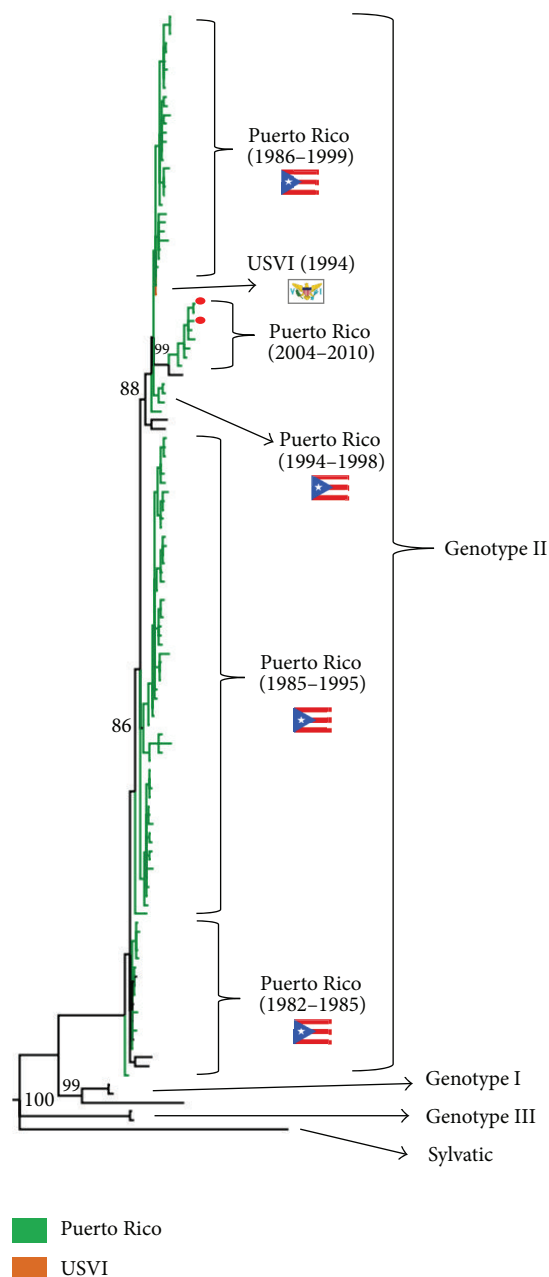 Puerto Rico
(1986–1999)
USVI (1994)
99
Puerto Rico
(2004–2010)
88
Puerto Rico
(1994–1998)
Genotype II
Puerto Rico
(1985–1995)
86
Puerto Rico
(1982–1985)
Genotype I
99
100
Genotype III
Sylvatic
Puerto Rico
USVI